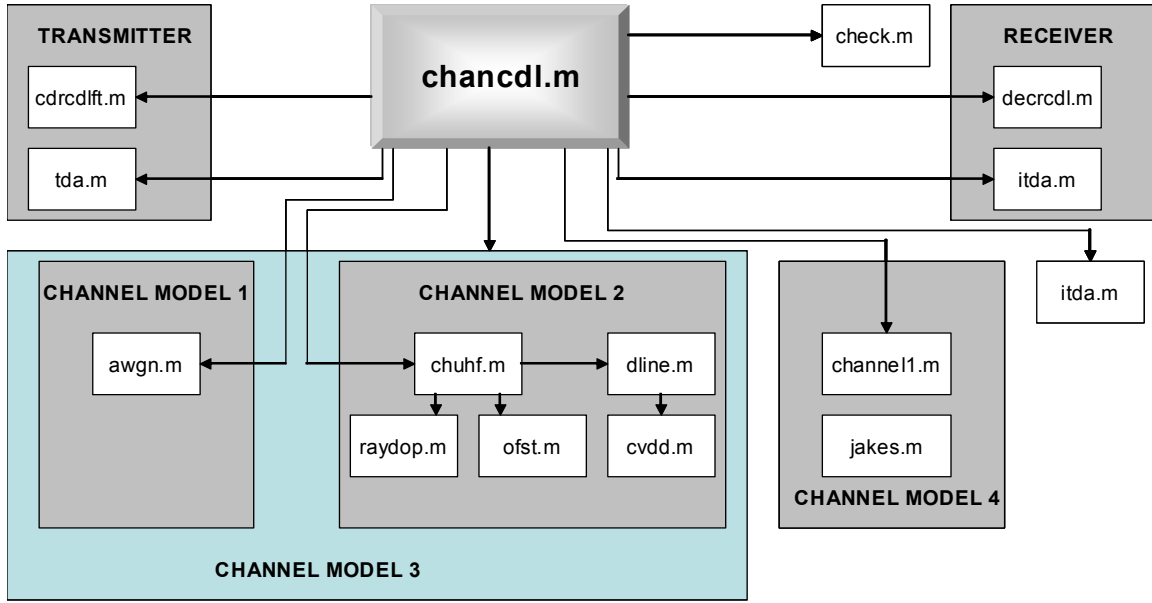 TRANSMITTER
cdrcdlft.m
tda.m
chancdl.m
check.m
RECEIVER
decrcdl.m
itda.m
CHANNEL MODEL 1
awgn.m
CHANNEL MODEL 2
chuhf.m
dline.m
raydop.m
ofst.m
cvdd.m
CHANNEL MODEL 3
channel1.m
jakes.m
CHANNEL MODEL 4
itda.m